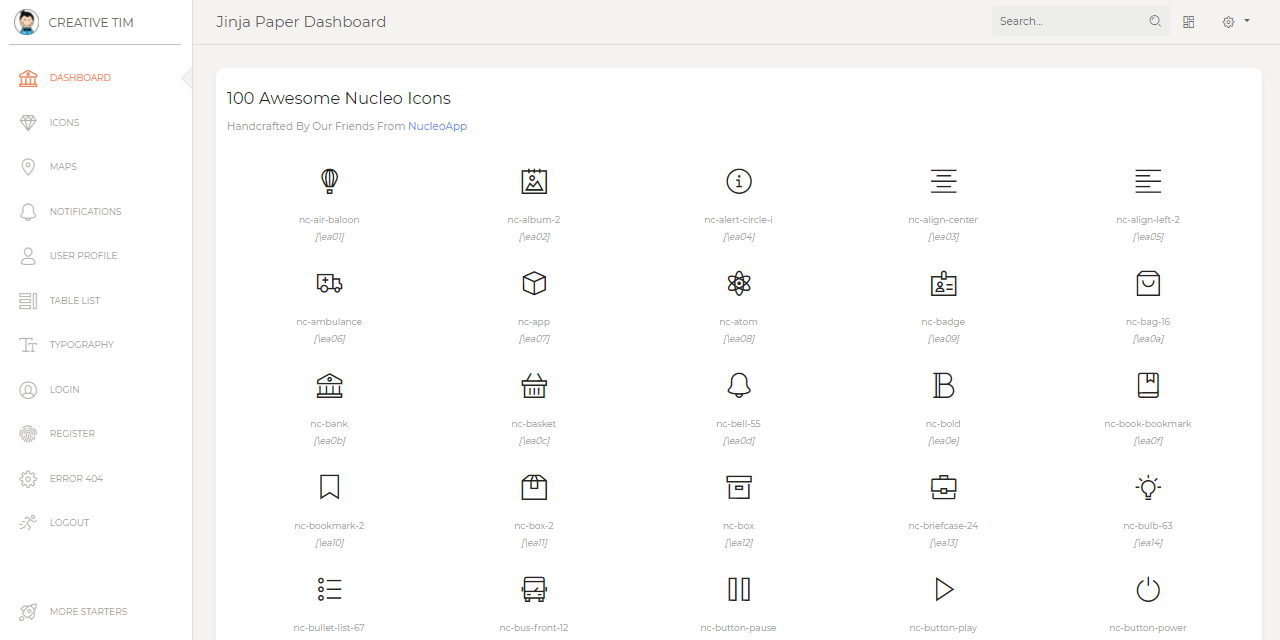 CREATIVE TIM
Jinja Paper Dashboard
Search...
DASHBOARD
ICONS
MAPS
NOTIFICATIONS
USER PROFILE
TABLE LIST
TYPOGRAPHY
LOGIN
REGISTER
ERROR 404
LOGOUT
MORE STARTERS
100 Awesome Nucleo Icons
Handcrafted By Our Friends From NucleoApp
nc-air-baloon nc-album-2 nc-alert-circle-i nc-align-center nc-align-left-2
[\ea01] [\ea02] [\ea04] [\ea03] [\ea05]
nc-ambulance nc-app nc-atom nc-badge nc-bag-16
[\ea06] [\ea07] [\ea08] [\ea09] [\ea0a]
nc-bank nc-basket nc-bell-55 nc-bold nc-book-bookmark
[\ea0b] [\ea0c] [\ea0d] [\ea0e] [\ea0f]
nc-bookmark-2 nc-box-2 nc-box nc-briefcase-24 nc-bulb-63
[\ea10] [\ea11] [\ea12] [\ea13] [\ea14]
nc-bullet-list-67 nc-bus-front-12 nc-button-pause nc-button-play nc-button-power